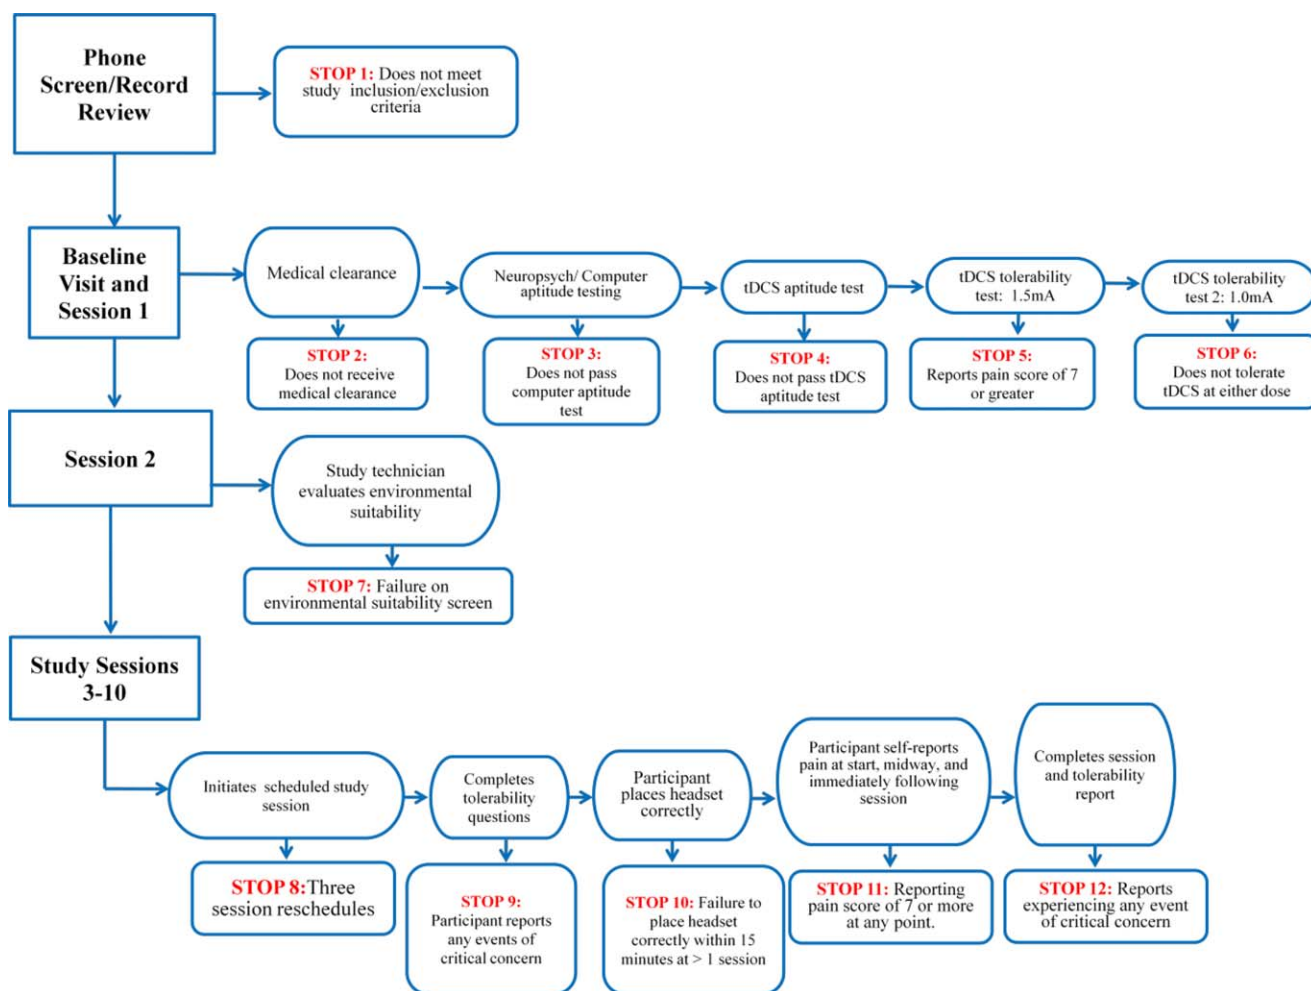 Phone
Screen/Record
Review
STOP 1: Does not meet
study inclusion/exclusion
criteria
Baseline
Visit and
Session 1
Medical clearance
Neuropsych/ Computer
aptitude testing
tDCS aptitude test
tDCS tolerability
test: 1.5mA
tDCS tolerability
test 2: 1.0mA
STOP 2:
Does not receive
medical clearance
STOP 3:
Does not pass
computer aptitude
test
STOP 4:
Does not pass tDCS
aptitude test
STOP 5:
Reports pain score of 7
or greater
STOP 6:
Does not tolerate
tDCS at either dose
Session 2
Study technician
evaluates environmental
suitability
STOP 7: Failure on
environmental suitability screen
Study Sessions
3-10
Initiates scheduled study
session
Completes
tolerability
questions
Participant
places headset
correctly
Participant self-reports
pain at start, midway, and
immediately following
session
Completes session
and tolerability
report
STOP 8:Three
session reschedules
STOP 9:
Participant reports
any events of
critical concern
STOP 10: Failure to
place headset
correctly within 15
minutes at > 1 session
STOP 11: Reporting
pain score of 7 or more
at any point.
STOP 12: Reports
experiencing any event
of critical concern